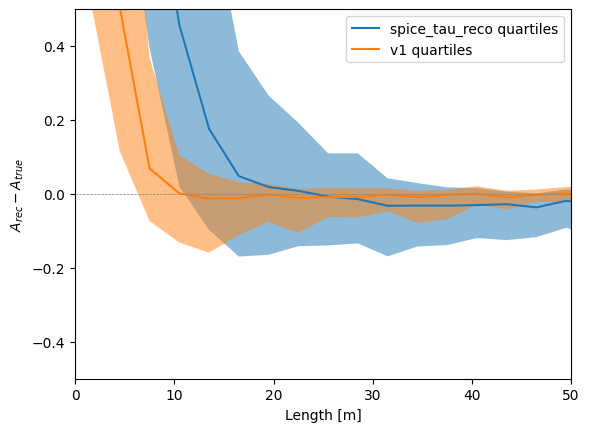 spice_tau_reco quartiles
v1 quartiles
0.4
0.2
0.0
−0.2
−0.4
A_rec − A_true
0 10 20 30 40 50
Length [m]